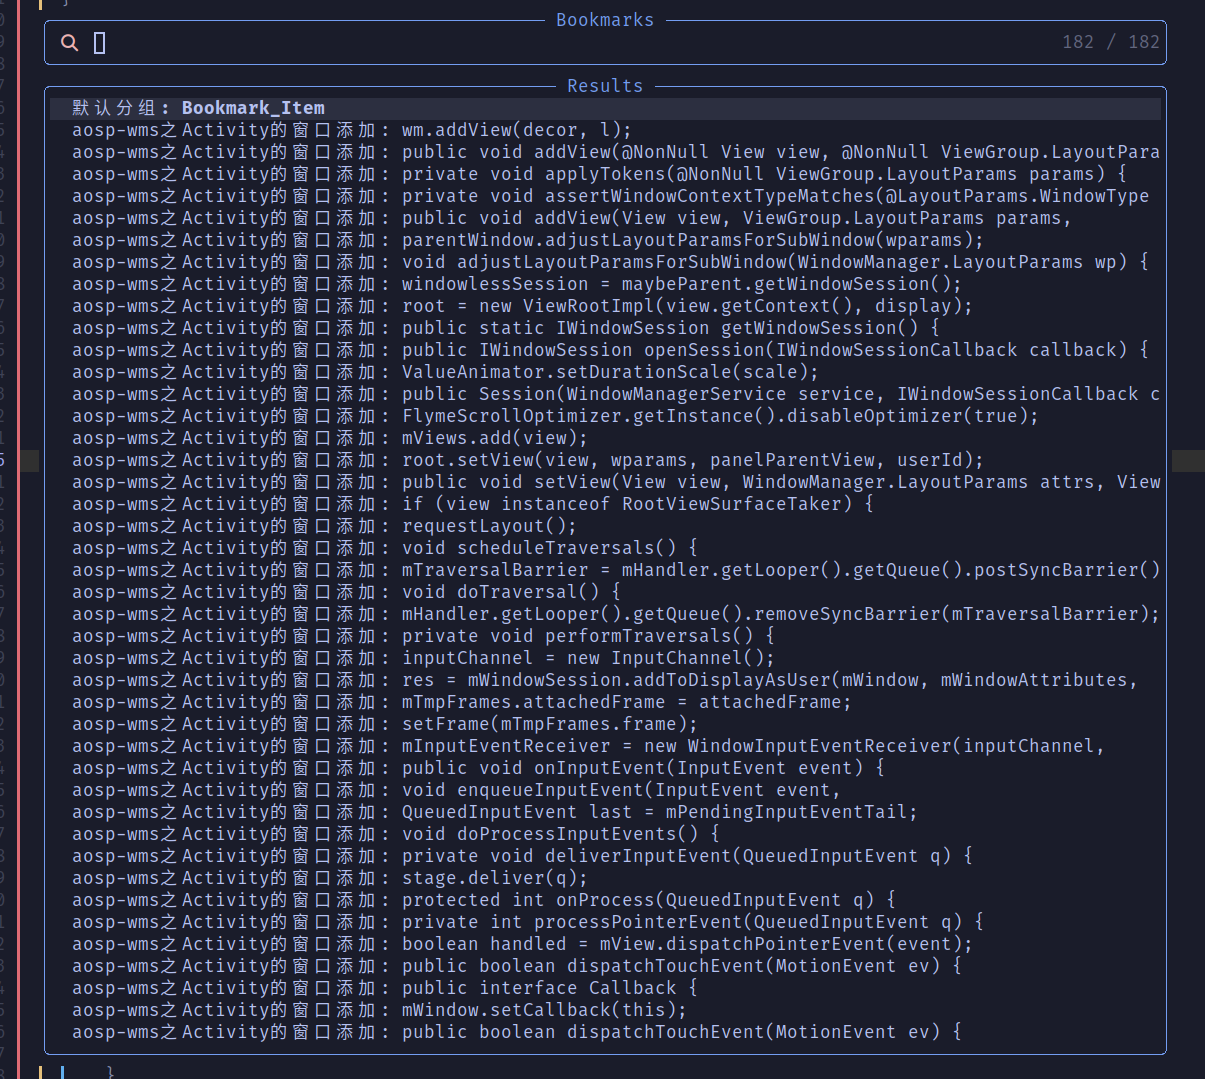 }
Bookmarks
182 / 182
Results
默认分组: Bookmark_Item
aosp-wms之Activity的窗口添加: wm.addView(decor, l);
aosp-wms之Activity的窗口添加: public void addView(@NonNull View view, @NonNull ViewGroup.LayoutPara
aosp-wms之Activity的窗口添加: private void applyTokens(@NonNull ViewGroup.LayoutParams params) {
aosp-wms之Activity的窗口添加: private void assertWindowContextTypeMatches(@LayoutParams.WindowType
aosp-wms之Activity的窗口添加: public void addView(View view, ViewGroup.LayoutParams params,
aosp-wms之Activity的窗口添加: parentWindow.adjustLayoutParamsForSubWindow(wparams);
aosp-wms之Activity的窗口添加: void adjustLayoutParamsForSubWindow(WindowManager.LayoutParams wp) {
aosp-wms之Activity的窗口添加: windowlessSession = maybeParent.getWindowSession();
aosp-wms之Activity的窗口添加: root = new ViewRootImpl(view.getContext(), display);
aosp-wms之Activity的窗口添加: public static IWindowSession getWindowSession() {
aosp-wms之Activity的窗口添加: public IWindowSession openSession(IWindowSessionCallback callback) {
aosp-wms之Activity的窗口添加: ValueAnimator.setDurationScale(scale);
aosp-wms之Activity的窗口添加: public Session(WindowManagerService service, IWindowSessionCallback c
aosp-wms之Activity的窗口添加: FlymeScrollOptimizer.getInstance().disableOptimizer(true);
aosp-wms之Activity的窗口添加: mViews.add(view);
aosp-wms之Activity的窗口添加: root.setView(view, wparams, panelParentView, userId);
aosp-wms之Activity的窗口添加: public void setView(View view, WindowManager.LayoutParams attrs, View
aosp-wms之Activity的窗口添加: if (view instanceof RootViewSurfaceTaker) {
aosp-wms之Activity的窗口添加: requestLayout();
aosp-wms之Activity的窗口添加: void scheduleTraversals() {
aosp-wms之Activity的窗口添加: mTraversalBarrier = mHandler.getLooper().getQueue().postSyncBarrier()
aosp-wms之Activity的窗口添加: void doTraversal() {
aosp-wms之Activity的窗口添加: mHandler.getLooper().getQueue().removeSyncBarrier(mTraversalBarrier);
aosp-wms之Activity的窗口添加: private void performTraversals() {
aosp-wms之Activity的窗口添加: inputChannel = new InputChannel();
aosp-wms之Activity的窗口添加: res = mWindowSession.addToDisplayAsUser(mWindow, mWindowAttributes,
aosp-wms之Activity的窗口添加: mTmpFrames.attachedFrame = attachedFrame;
aosp-wms之Activity的窗口添加: setFrame(mTmpFrames.frame);
aosp-wms之Activity的窗口添加: mInputEventReceiver = new WindowInputEventReceiver(inputChannel,
aosp-wms之Activity的窗口添加: public void onInputEvent(InputEvent event) {
aosp-wms之Activity的窗口添加: void enqueueInputEvent(InputEvent event,
aosp-wms之Activity的窗口添加: QueuedInputEvent last = mPendingInputEventTail;
aosp-wms之Activity的窗口添加: void doProcessInputEvents() {
aosp-wms之Activity的窗口添加: private void deliverInputEvent(QueuedInputEvent q) {
aosp-wms之Activity的窗口添加: stage.deliver(q);
aosp-wms之Activity的窗口添加: protected int onProcess(QueuedInputEvent q) {
aosp-wms之Activity的窗口添加: private int processPointerEvent(QueuedInputEvent q) {
aosp-wms之Activity的窗口添加: boolean handled = mView.dispatchPointerEvent(event);
aosp-wms之Activity的窗口添加: public boolean dispatchTouchEvent(MotionEvent ev) {
aosp-wms之Activity的窗口添加: public interface Callback {
aosp-wms之Activity的窗口添加: mWindow.setCallback(this);
aosp-wms之Activity的窗口添加: public boolean dispatchTouchEvent(MotionEvent ev) {
}